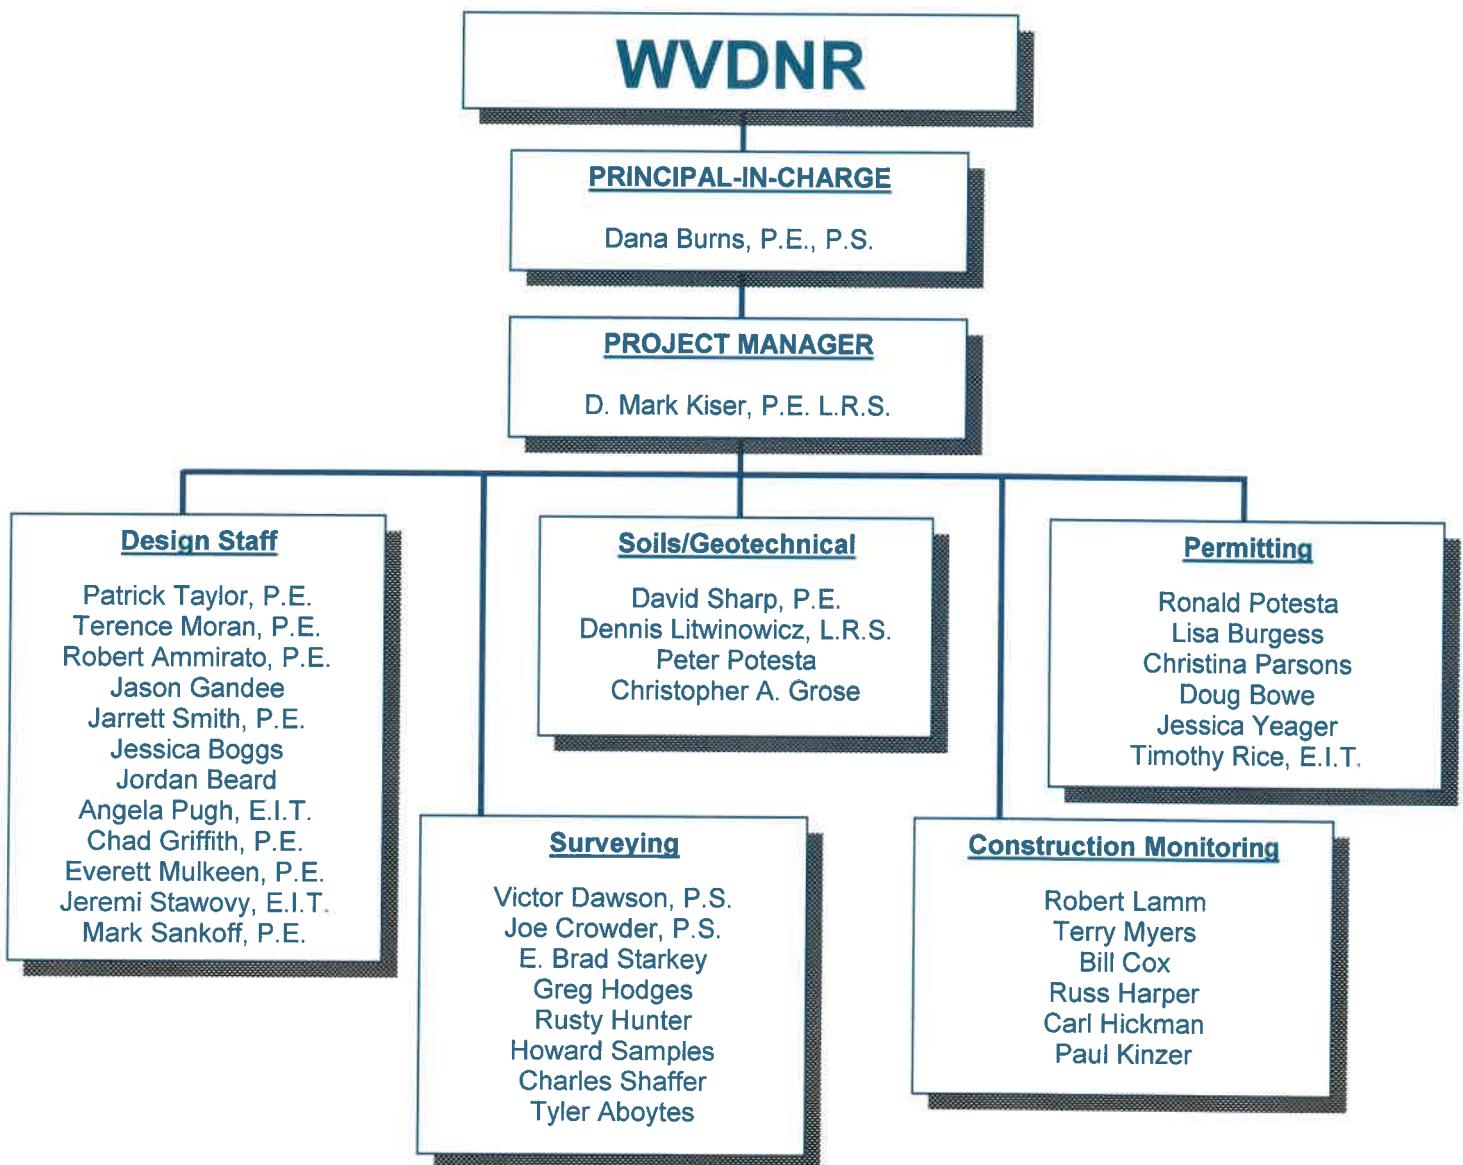 WVDNR
PRINCIPAL-IN-CHARGE
Dana Burns, P.E., P.S.
PROJECT MANAGER
D. Mark Kiser, P.E. L.R.S.
Design Staff
Patrick Taylor, P.E.
Terence Moran, P.E.
Robert Ammirato, P.E.
Jason Gandee
Jarrett Smith, P.E.
Jessica Boggs
Jordan Beard
Angela Pugh, E.I.T.
Chad Griffith, P.E.
Everett Mulkeen, P.E.
Jeremi Stawovy, E.I.T.
Mark Sankoff, P.E.
Soils/Geotechnical
David Sharp, P.E.
Dennis Litwinowicz, L.R.S.
Peter Potesta
Christopher A. Grose
Permitting
Ronald Potesta
Lisa Burgess
Christina Parsons
Doug Bowe
Jessica Yeager
Timothy Rice, E.I.T.
Surveying
Victor Dawson, P.S.
Joe Crowder, P.S.
E. Brad Starkey
Greg Hodges
Rusty Hunter
Howard Samples
Charles Shaffer
Tyler Aboytes
Construction Monitoring
Robert Lamm
Terry Myers
Bill Cox
Russ Harper
Carl Hickman
Paul Kinzer